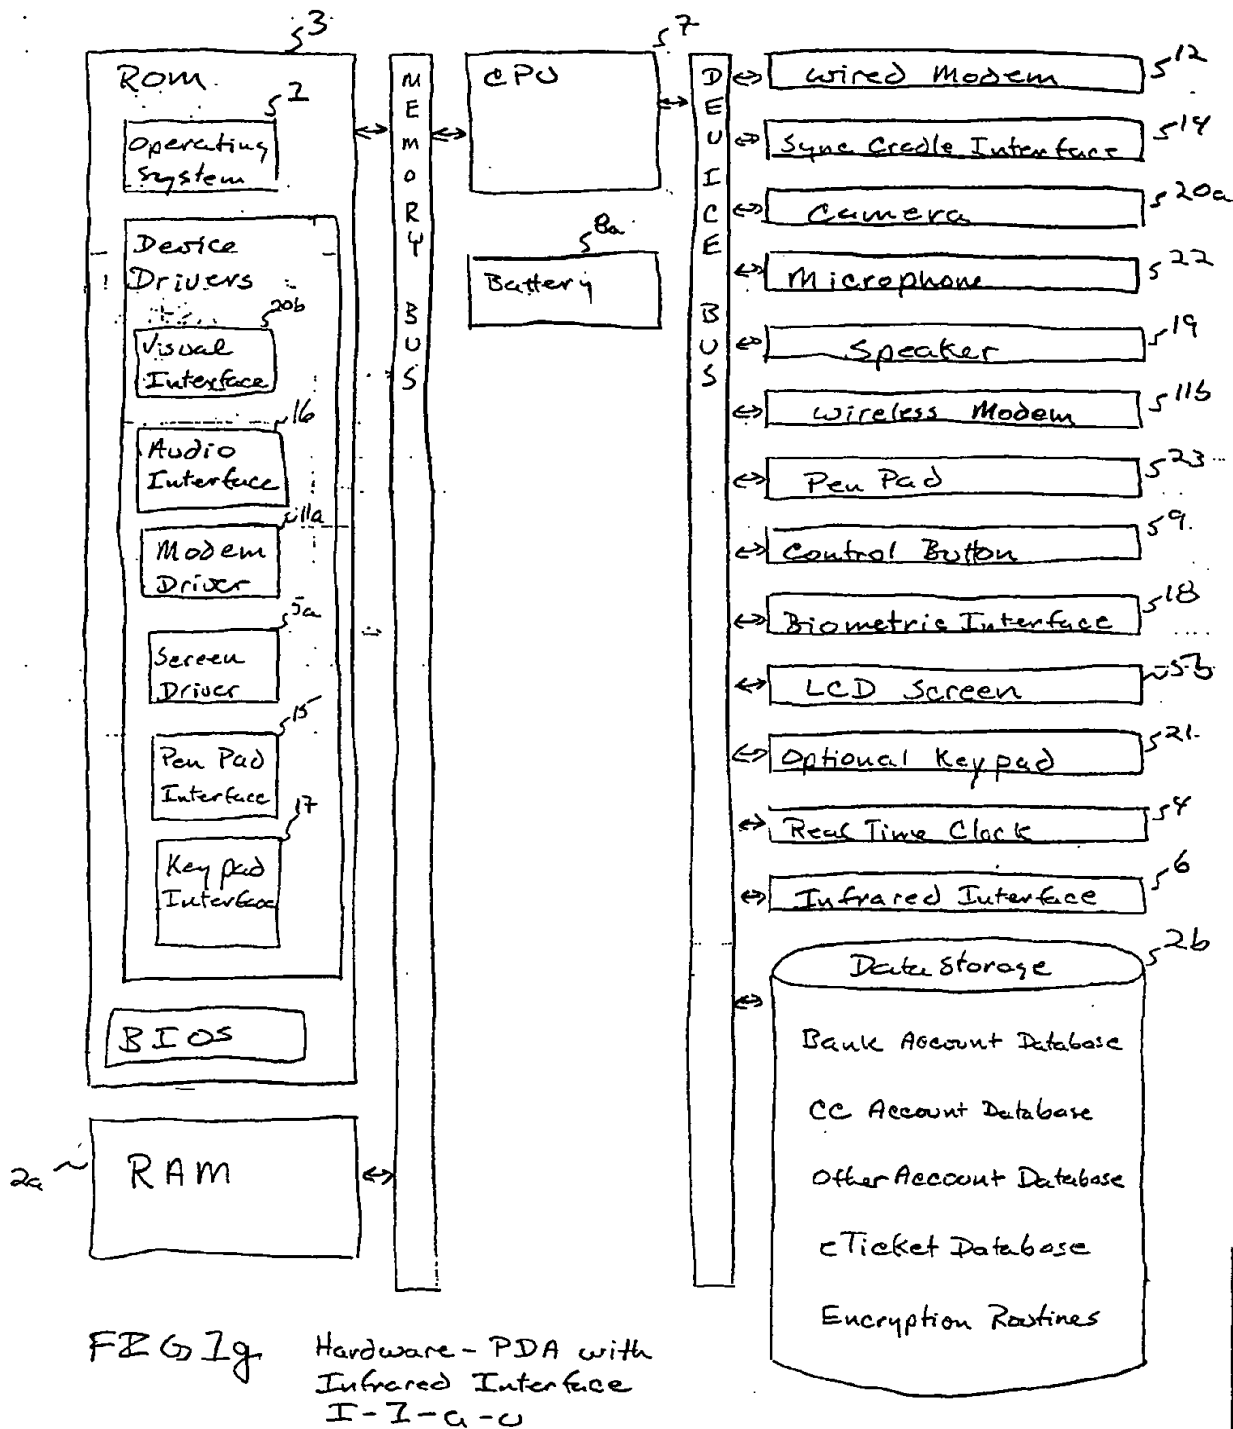 3
ROM
1
Operating
System
Device
Drivers
20b
Visual
Interface
16
Audio
Interface
11a
Modem
Driver
5a
Screen
Driver
15
Pen Pad
Interface
17
Keypad
Interface
BIOS
2a
RAM
MEMORY BUS
7
CPU
8a
Battery
DEVICE BUS
12
Wired Modem
14
Sync Cradle Interface
20a
Camera
22
Microphone
19
Speaker
11b
Wireless Modem
23
Pen Pad
9
Control Button
18
Biometric Interface
5b
LCD Screen
21
Optional Keypad
4
Real Time Clock
6
Infrared Interface
2b
Data Storage
Bank Account Database
CC Account Database
Other Account Database
eTicket Database
Encryption Routines
FIG 1g
Hardware - PDA with
Infrared Interface